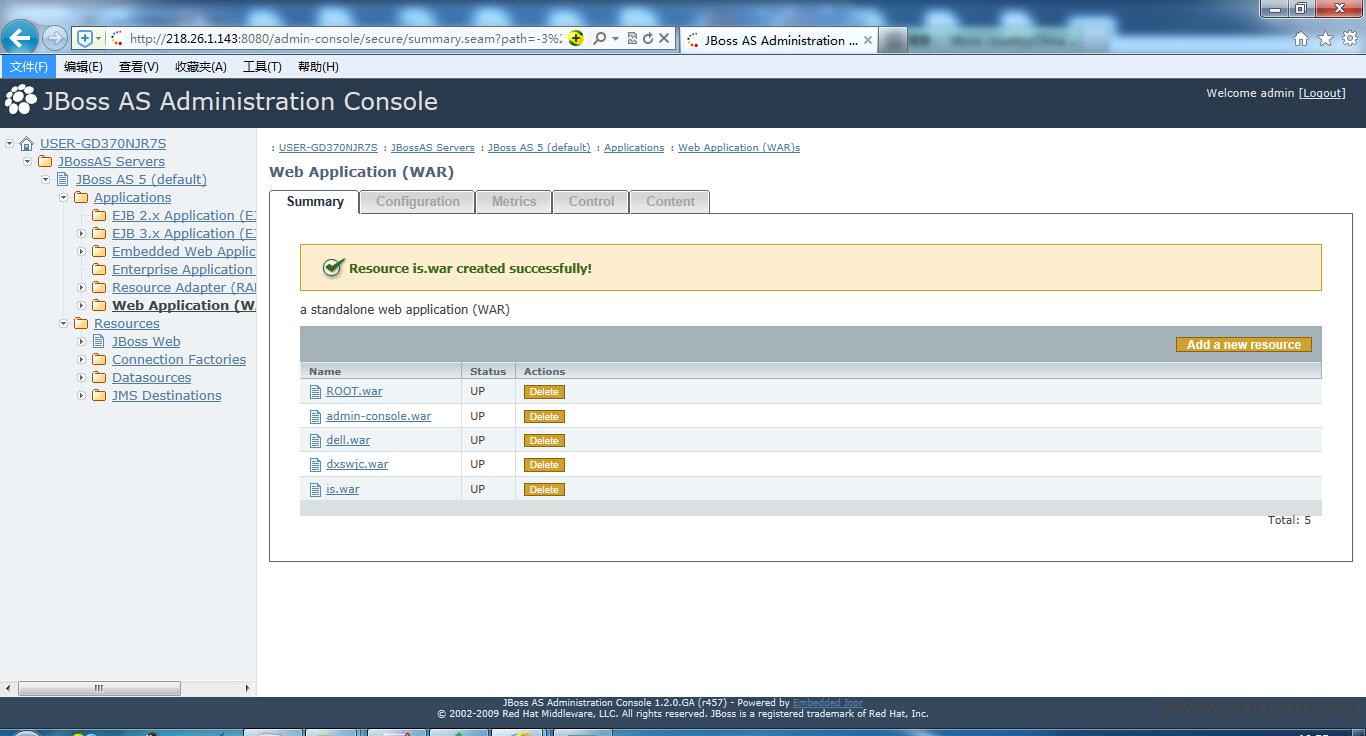 http://218.26.1.143:8080/admin-console/secure/summary.seam?path=-3%2
JBoss AS Administration ...
文件(F) 编辑(E) 查看(V) 收藏夹(A) 工具(T) 帮助(H)
JBoss AS Administration Console
Welcome admin [Logout]
USER-GD370NJR7S
JBossAS Servers
JBoss AS 5 (default)
Applications
EJB 2.x Application (E
EJB 3.x Application (E
Embedded Web Applic
Enterprise Application
Resource Adapter (RA
Web Application (W
Resources
JBoss Web
Connection Factories
Datasources
JMS Destinations
: USER-GD370NJR7S : JBossAS Servers : JBoss AS 5 (default) : Applications : Web Application (WAR)s
Web Application (WAR)
Summary Configuration Metrics Control Content
Resource is.war created successfully!
a standalone web application (WAR)
Add a new resource
Name Status Actions
ROOT.war UP Delete
admin-console.war UP Delete
dell.war UP Delete
dxswjc.war UP Delete
is.war UP Delete
Total: 5
JBoss AS Administration Console 1.2.0.GA (r457) - Powered by Embedded Jopr
© 2002-2009 Red Hat Middleware, LLC. All rights reserved. JBoss is a registered trademark of Red Hat, Inc.
www.wooyun.org